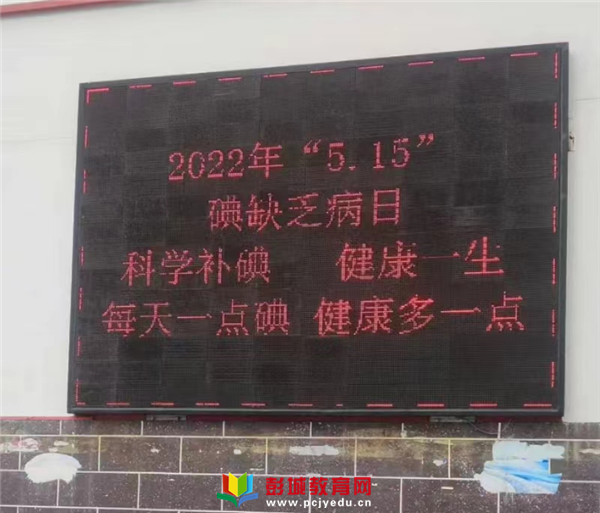 2022年“5.15”
碘缺乏病日
科学补碘 健康一生
每天一点碘 健康多一点
彭城教育网
www.pcjyedu.cn